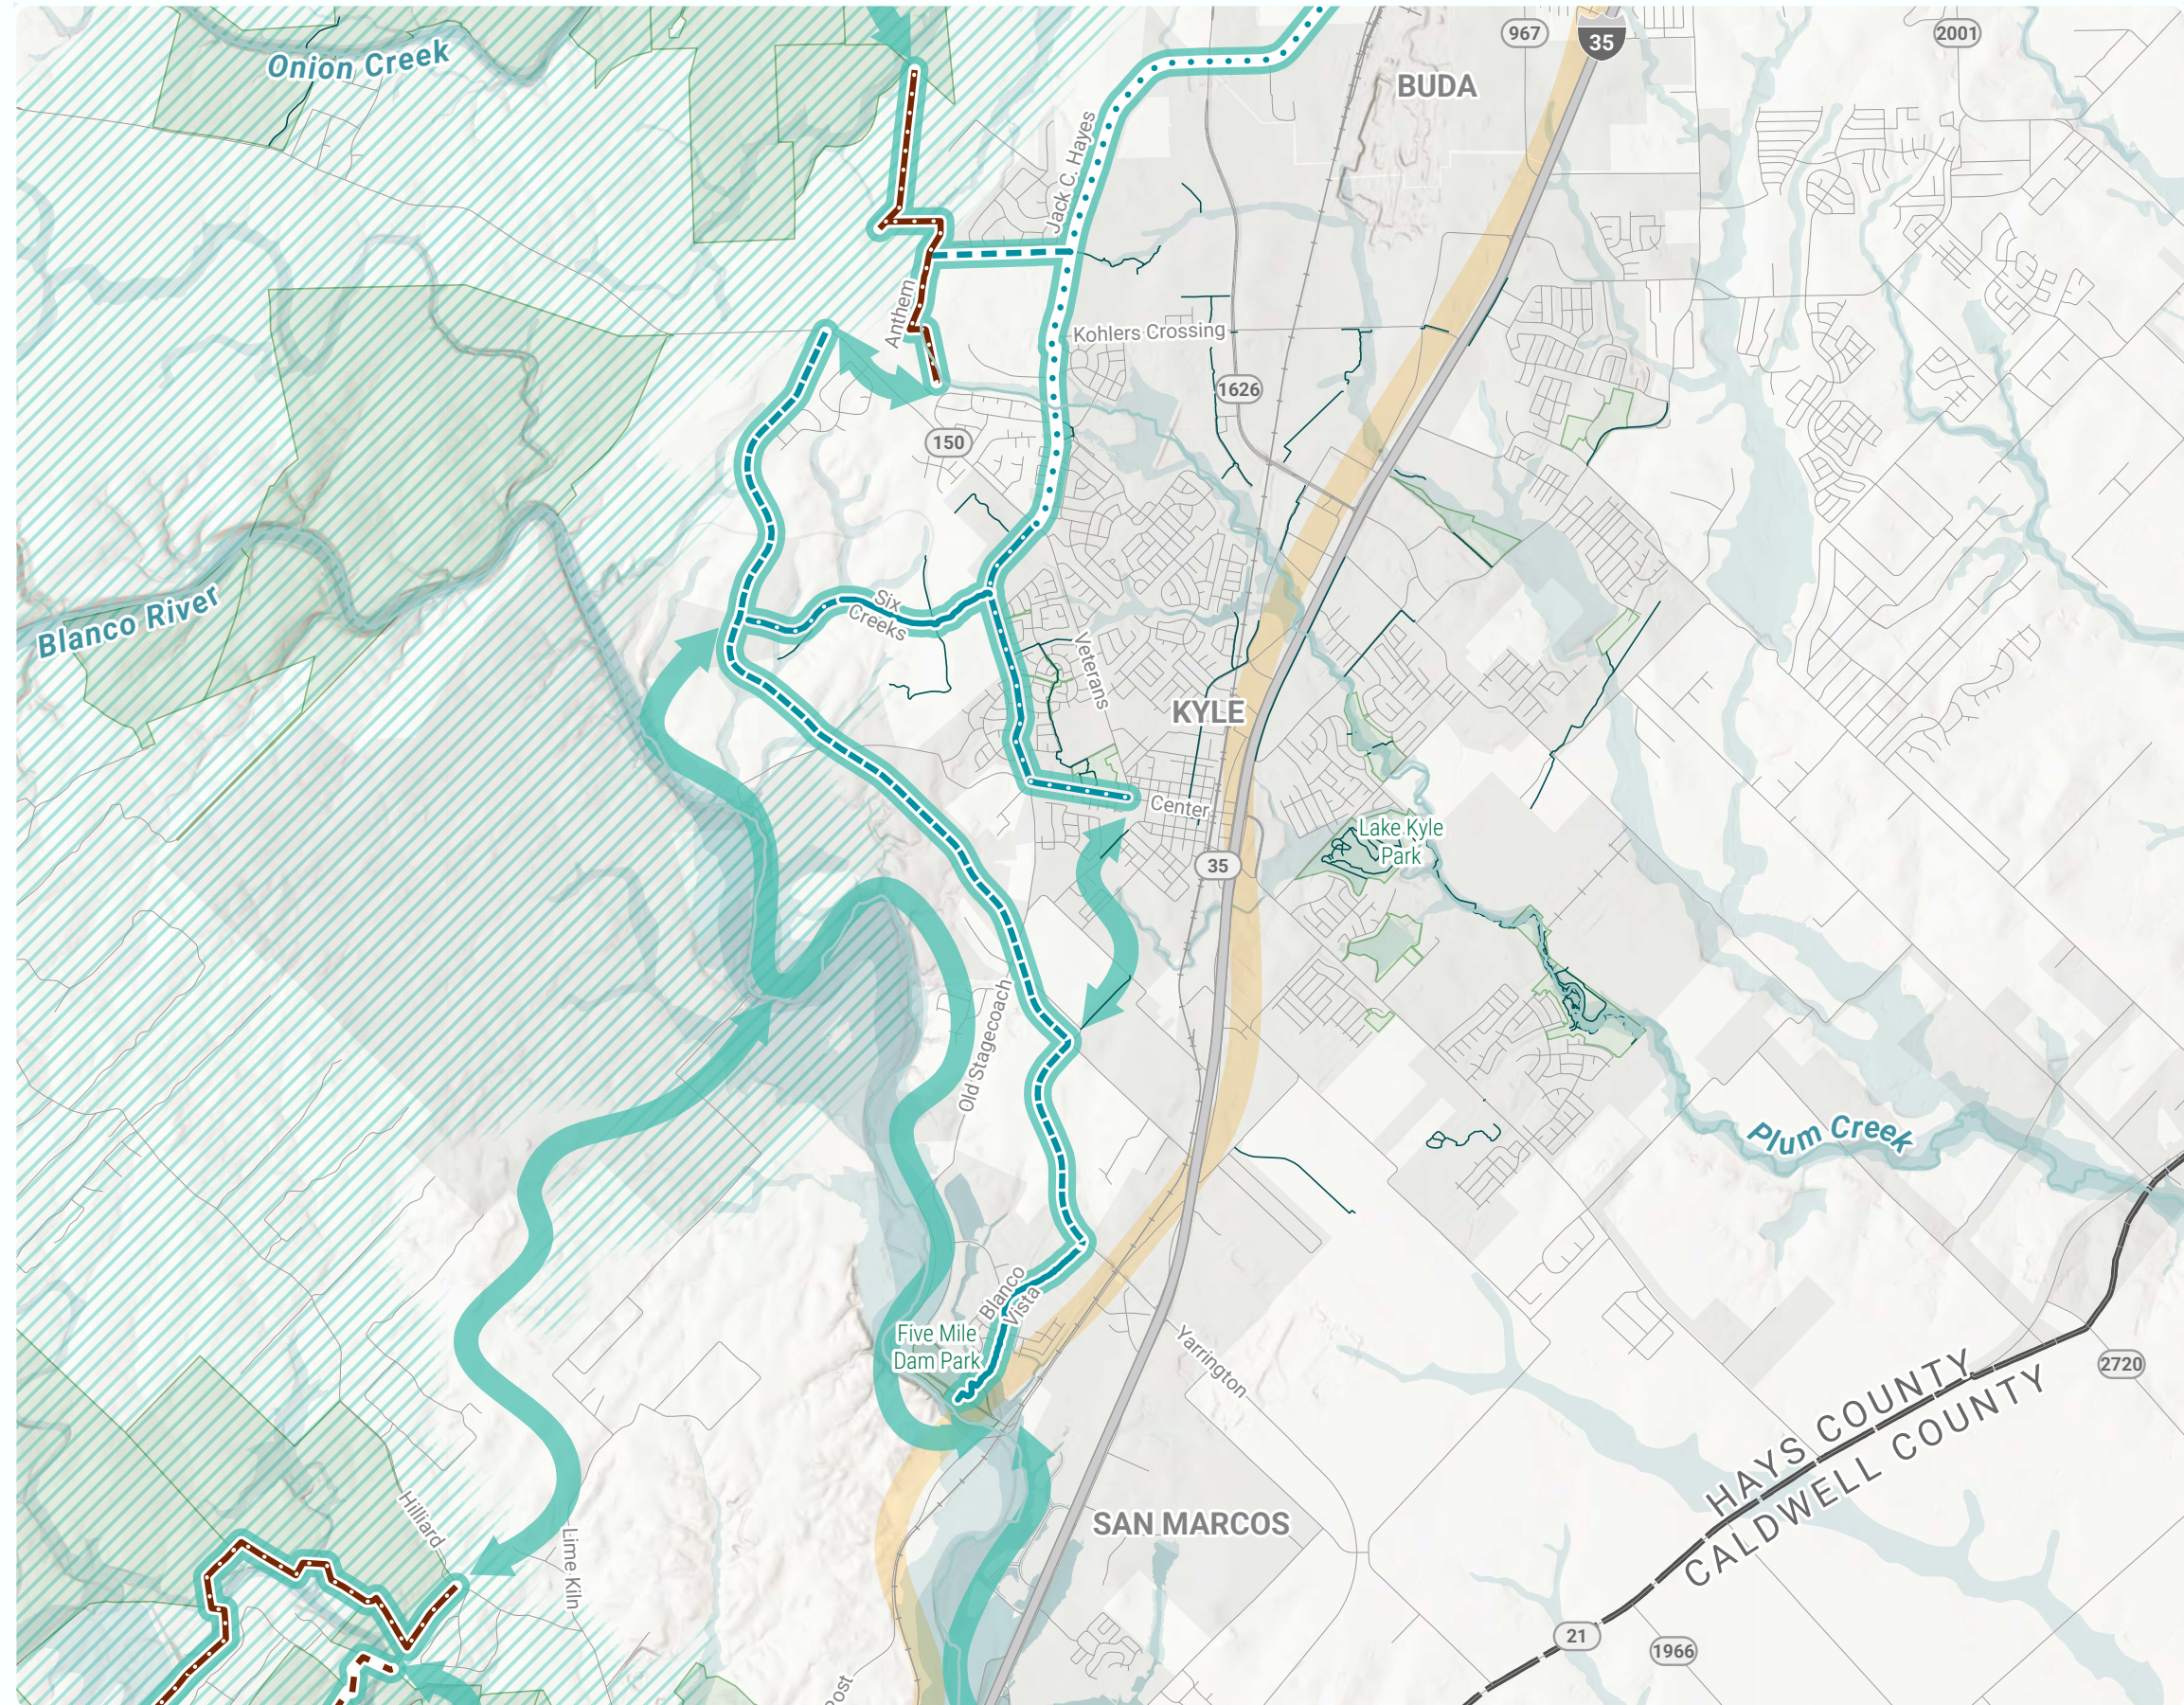 967
35
2001
Onion Creek
BUDA
Jack C. Hayes
Anthem
Kohlers Crossing
1626
150
Blanco River
Six
Creeks
Veterans
KYLE
Center
Lake Kyle
Park
35
Old Stagecoach
Plum Creek
Blanco
Vista
Five Mile
Dam Park
Yarrington
2720
HAYS COUNTY
CALDWELL COUNTY
Hilliard
Lime Kiln
SAN MARCOS
21
1966
Post